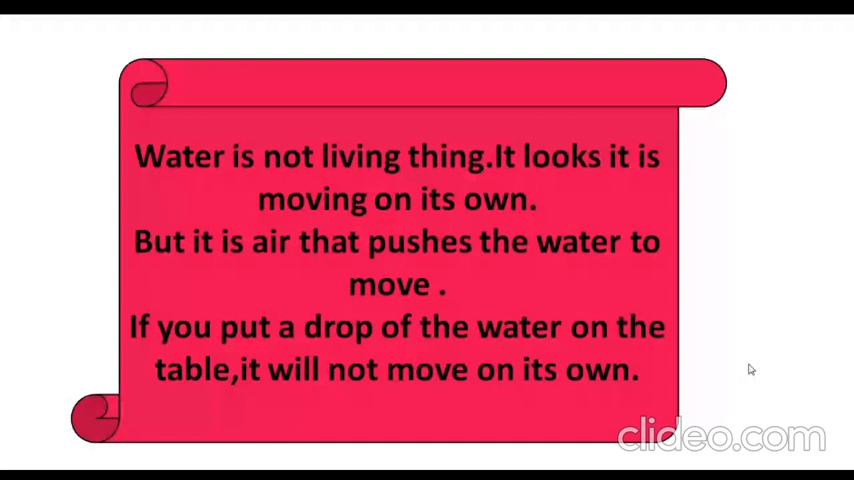 Water is not living thing.It looks it is
moving on its own.
But it is air that pushes the water to
move .
If you put a drop of the water on the
table,it will not move on its own.
clideo.com